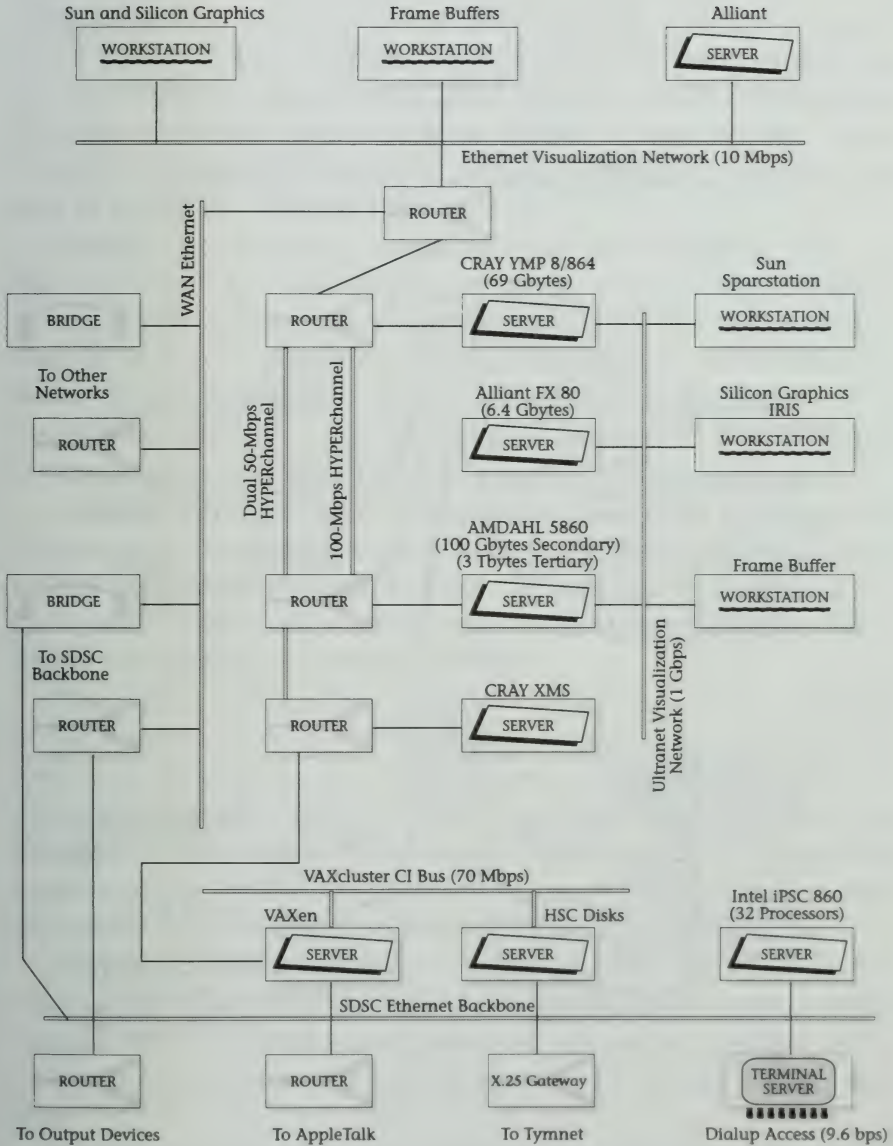 Sun and Silicon Graphics
WORKSTATION
Frame Buffers
WORKSTATION
Alliant
SERVER
Ethernet Visualization Network (10 Mbps)
ROUTER
WAN Ethernet
BRIDGE
To Other
Networks
ROUTER
BRIDGE
To SDSC
Backbone
ROUTER
ROUTER
Dual 50-Mbps
HYPERchannel
100-Mbps HYPERchannel
ROUTER
ROUTER
CRAY YMP 8/864
(69 Gbytes)
SERVER
Alliant FX 80
(6.4 Gbytes)
SERVER
AMDAHL 5860
(100 Gbytes Secondary)
(3 Tbytes Tertiary)
SERVER
CRAY XMS
SERVER
Sun
Sparcstation
WORKSTATION
Silicon Graphics
IRIS
WORKSTATION
Frame Buffer
WORKSTATION
Ultranet Visualization
Network (1 Gbps)
VAXcluster CI Bus (70 Mbps)
VAXen
SERVER
HSC Disks
SERVER
Intel iPSC 860
(32 Processors)
SERVER
SDSC Ethernet Backbone
ROUTER
To Output Devices
ROUTER
To AppleTalk
X.25 Gateway
To Tymnet
TERMINAL
SERVER
Dialup Access (9.6 bps)